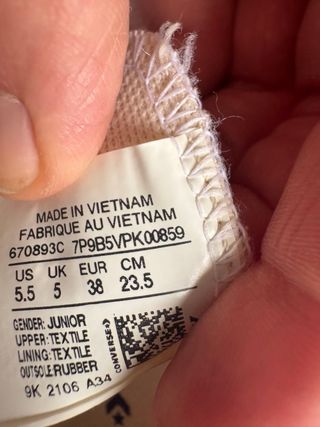 MADE IN VIETNAM
FABRIQUE AU VIETNAM
670893C 7P9B5VPK00859
US UK EUR CM
5.5 5 38 23.5
GENDER: JUNIOR
UPPER: TEXTILE
LINING: TEXTILE
OUTSOLE: RUBBER
CONVERSE
9K 2106 A34